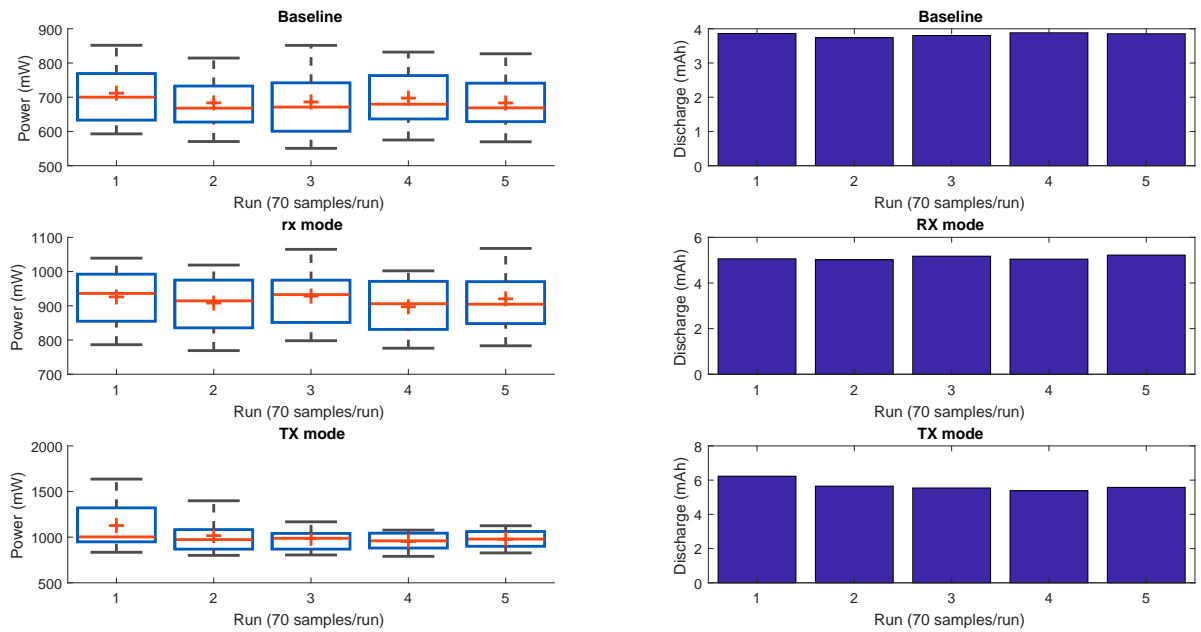 Baseline
900
800
700
600
500
Power (mW)
1 2 3 4 5
Run (70 samples/run)
Baseline
4
3
2
1
0
Discharge (mAh)
1 2 3 4 5
Run (70 samples/run)
rx mode
1100
1000
900
800
700
Power (mW)
1 2 3 4 5
Run (70 samples/run)
RX mode
6
4
2
0
Discharge (mAh)
1 2 3 4 5
Run (70 samples/run)
TX mode
2000
1500
1000
500
Power (mW)
1 2 3 4 5
Run (70 samples/run)
TX mode
8
6
4
2
0
Discharge (mAh)
1 2 3 4 5
Run (70 samples/run)